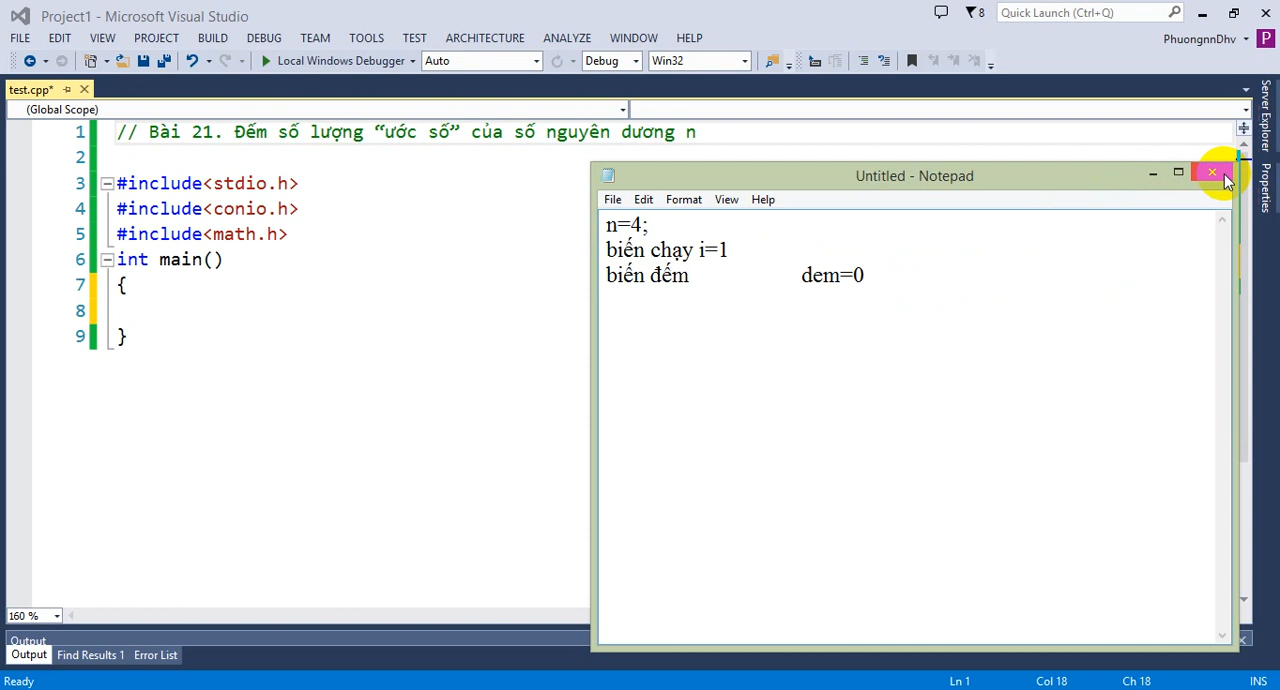 Project1 - Microsoft Visual Studio
8
Quick Launch (Ctrl+Q)
FILE EDIT VIEW PROJECT BUILD DEBUG TEAM TOOLS TEST ARCHITECTURE ANALYZE WINDOW HELP
PhuongnnDhv
P
Local Windows Debugger Auto Debug Win32
test.cpp*
(Global Scope)
1 // Bài 21. Đếm số lượng “ước số” của số nguyên dương n
2
3 #include<stdio.h>
4 #include<conio.h>
5 #include<math.h>
6 int main()
7 {
8
9 }
Untitled - Notepad
File Edit Format View Help
n=4;
biến chạy i=1
biến đếm dem=0
Server Explorer
Properties
160 %
Output
Output Find Results 1 Error List
Ready Ln 1 Col 18 Ch 18 INS